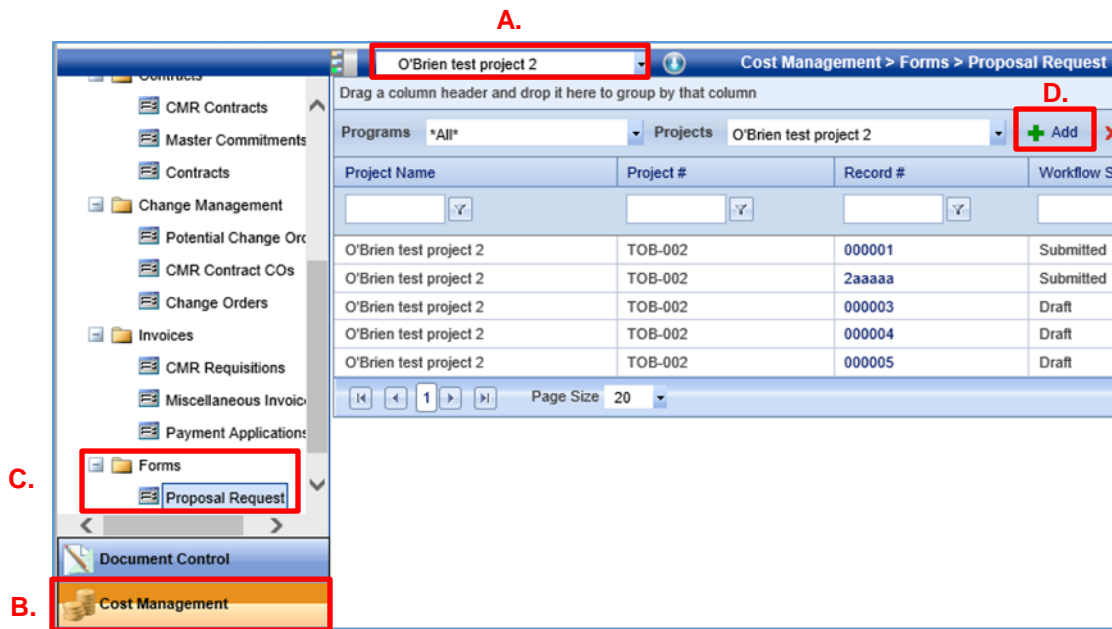 A.
O'Brien test project 2
Cost Management > Forms > Proposal Request
Contracts
CMR Contracts
Master Commitments
Contracts
Change Management
Potential Change Orc
CMR Contract COs
Change Orders
Invoices
CMR Requisitions
Miscellaneous Invoic
Payment Applications
Forms
Proposal Request
C.
Document Control
B.
Cost Management
Drag a column header and drop it here to group by that column
D.
Programs *All* Projects O'Brien test project 2 Add
Project Name Project # Record # Workflow S
O'Brien test project 2 TOB-002 000001 Submitted
O'Brien test project 2 TOB-002 2aaaaa Submitted
O'Brien test project 2 TOB-002 000003 Draft
O'Brien test project 2 TOB-002 000004 Draft
O'Brien test project 2 TOB-002 000005 Draft
1 Page Size 20